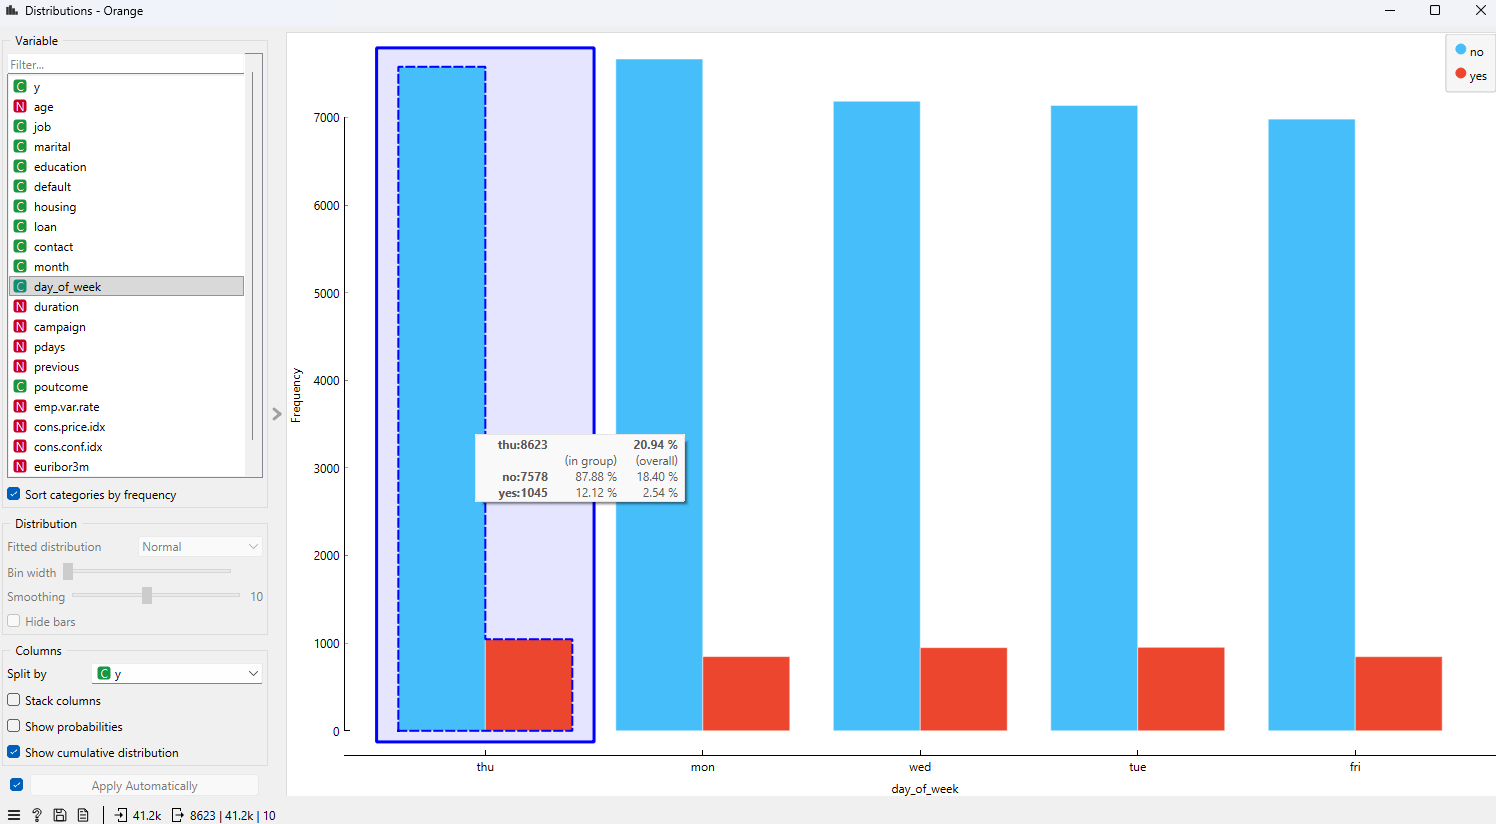 Distributions - Orange
Variable
Filter...
C y
N age
C job
C marital
C education
C default
C housing
C loan
C contact
C month
C day_of_week
N duration
N campaign
N pdays
N previous
C poutcome
N emp.var.rate
N cons.price.idx
N cons.conf.idx
N euribor3m
Sort categories by frequency
Distribution
Fitted distribution Normal
Bin width
Smoothing 10
Hide bars
Columns
Split by C y
Stack columns
Show probabilities
Show cumulative distribution
Apply Automatically
41.2k 8623 | 41.2k | 10
no
yes
7000
6000
5000
4000
3000
2000
1000
0
Frequency
thu:8623 20.94 %
(in group) (overall)
no:7578 87.88 % 18.40 %
yes:1045 12.12 % 2.54 %
thu mon wed tue fri
day_of_week